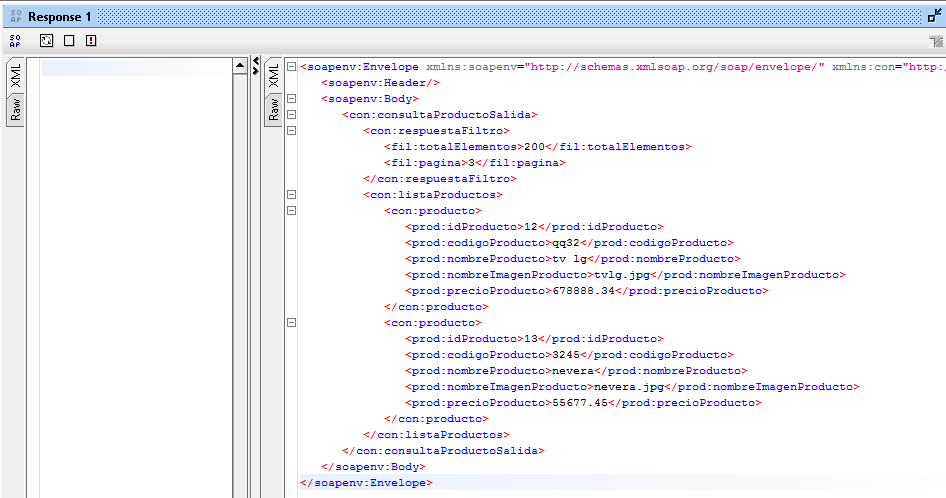 SO
AP
Response 1
SO
AP
XML
Raw
XML
Raw
<soapenv:Envelope xmlns:soapenv="http://schemas.xmlsoap.org/soap/envelope/" xmlns:con="http:
<soapenv:Header/>
<soapenv:Body>
<con:consultaProductoSalida>
<con:respuestaFiltro>
<fil:totalElementos>200</fil:totalElementos>
<fil:pagina>3</fil:pagina>
</con:respuestaFiltro>
<con:listaProductos>
<con:producto>
<prod:idProducto>12</prod:idProducto>
<prod:codigoProducto>qq32</prod:codigoProducto>
<prod:nombreProducto>tv lg</prod:nombreProducto>
<prod:nombreImagenProducto>tvlg.jpg</prod:nombreImagenProducto>
<prod:precioProducto>678888.34</prod:precioProducto>
</con:producto>
<con:producto>
<prod:idProducto>13</prod:idProducto>
<prod:codigoProducto>3245</prod:codigoProducto>
<prod:nombreProducto>nevera</prod:nombreProducto>
<prod:nombreImagenProducto>nevera.jpg</prod:nombreImagenProducto>
<prod:precioProducto>55677.45</prod:precioProducto>
</con:producto>
</con:listaProductos>
</con:consultaProductoSalida>
</soapenv:Body>
</soapenv:Envelope>